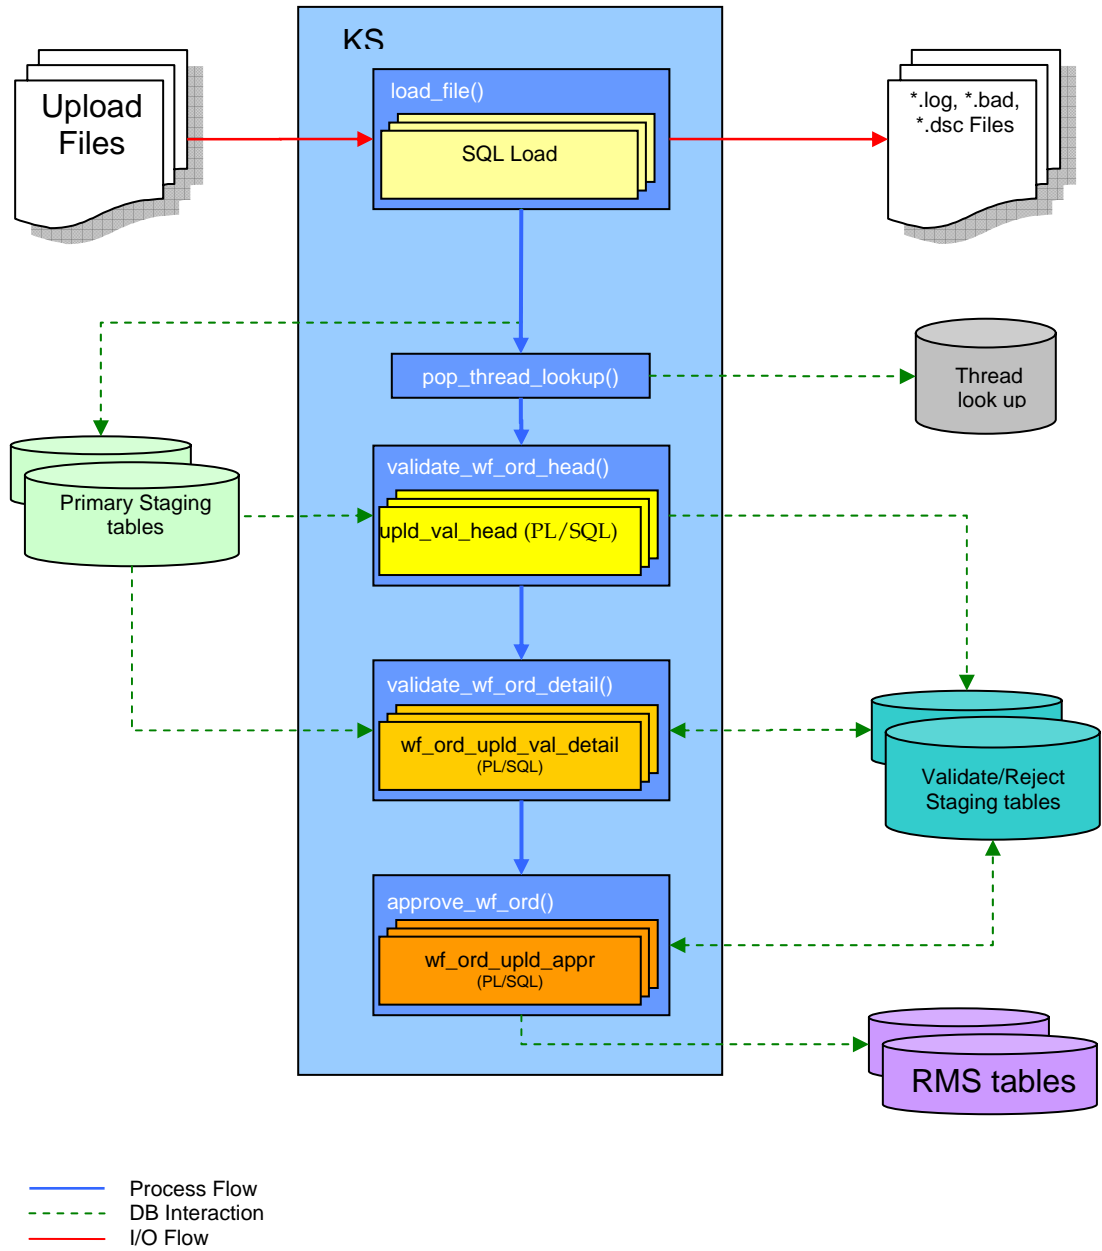 KS
load_file()
Upload
Files
SQL Load
*.log, *.bad,
*.dsc Files
pop_thread_lookup()
Thread
look up
validate_wf_ord_head()
Primary Staging
tables
upld_val_head (PL/SQL)
validate_wf_ord_detail()
wf_ord_upld_val_detail
(PL/SQL)
Validate/Reject
Staging tables
approve_wf_ord()
wf_ord_upld_appr
(PL/SQL)
RMS tables
Process Flow
DB Interaction
I/O Flow